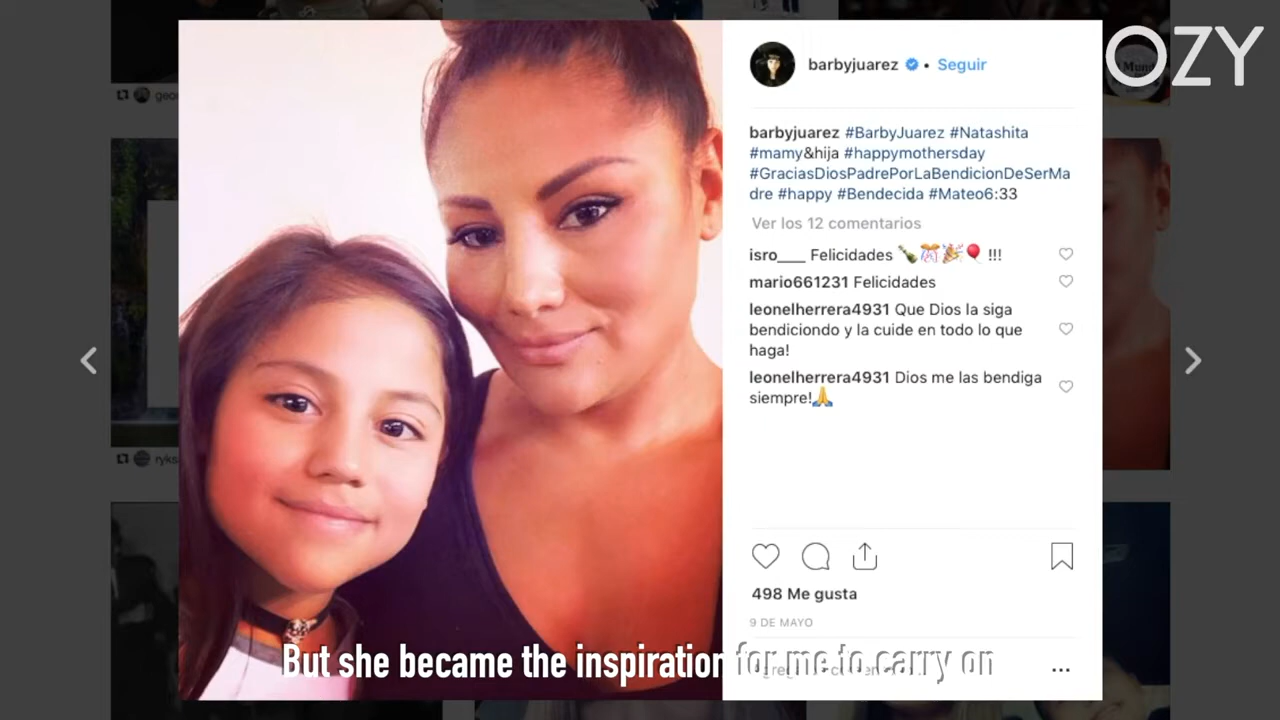 OZY
barbyjuarez • Seguir
barbyjuarez #BarbyJuarez #Natashita
#mamy&hija #happymothersday
#GraciasDiosPadrePorLaBendicionDeSerMa
dre #happy #Bendecida #Mateo6:33
Ver los 12 comentarios
isro____ Felicidades 🍾🎊🎉🎈 !!!
mario661231 Felicidades
leonelherrera4931 Que Dios la siga
bendiciondo y la cuide en todo lo que
haga!
leonelherrera4931 Dios me las bendiga
siempre!🙏
498 Me gusta
9 DE MAYO
But she became the inspiration for me to carry on